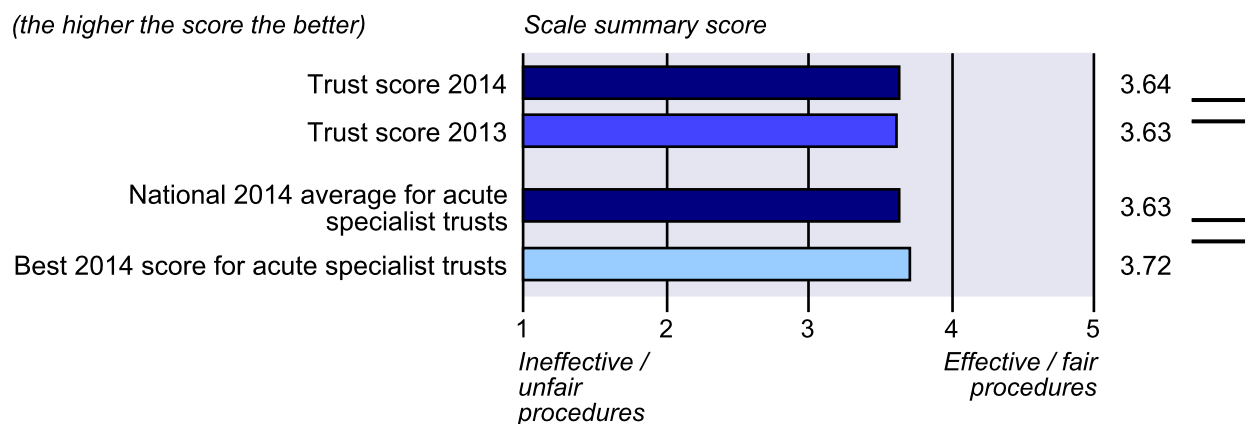 (the higher the score the better)
Scale summary score
Trust score 2014
3.64
Trust score 2013
3.63
National 2014 average for acute
specialist trusts
3.63
Best 2014 score for acute specialist trusts
3.72
1 2 3 4 5
Ineffective /
unfair
procedures
Effective / fair
procedures